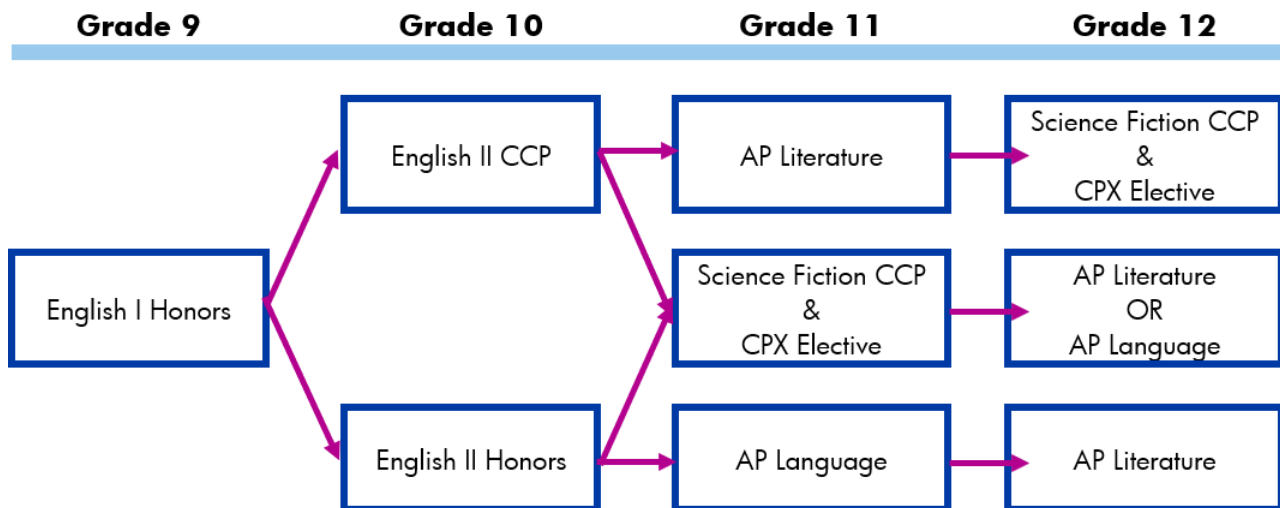 Grade 9
Grade 10
Grade 11
Grade 12
English II CCP
AP Literature
Science Fiction CCP
&
CPX Elective
English I Honors
Science Fiction CCP
&
CPX Elective
AP Literature
OR
AP Language
English II Honors
AP Language
AP Literature